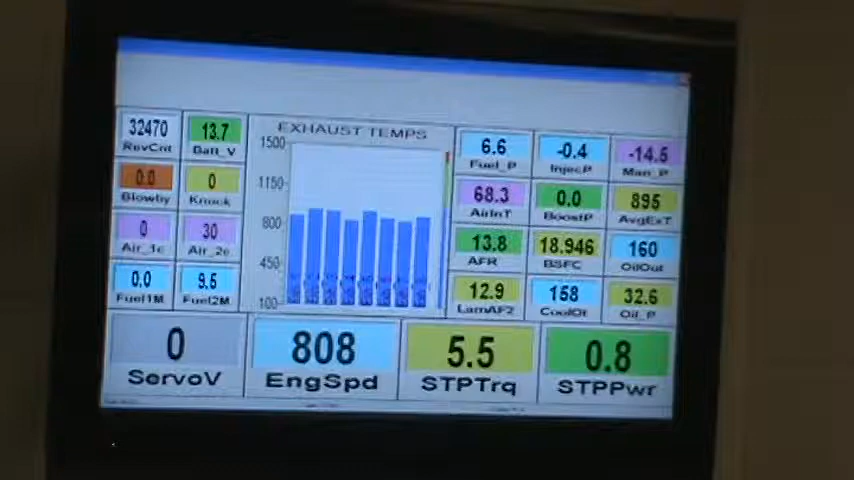 32470
RevCnt
13.7
Batt_V
0.0
Blowby
0
Knock
0
Air_1c
30
Air_2c
0.0
Fuel1M
9.5
Fuel2M
EXHAUST TEMPS
1500
1150
800
450
100
6.6
Fuel_P
-0.4
InjecP
-14.5
Man_P
68.3
AirInT
0.0
BoostP
895
AvgExT
13.8
AFR
18.946
BSFC
160
OilOut
12.9
LamAF2
158
CoolOt
32.6
Oil_P
0
ServoV
808
EngSpd
5.5
STPTrq
0.8
STPPwr